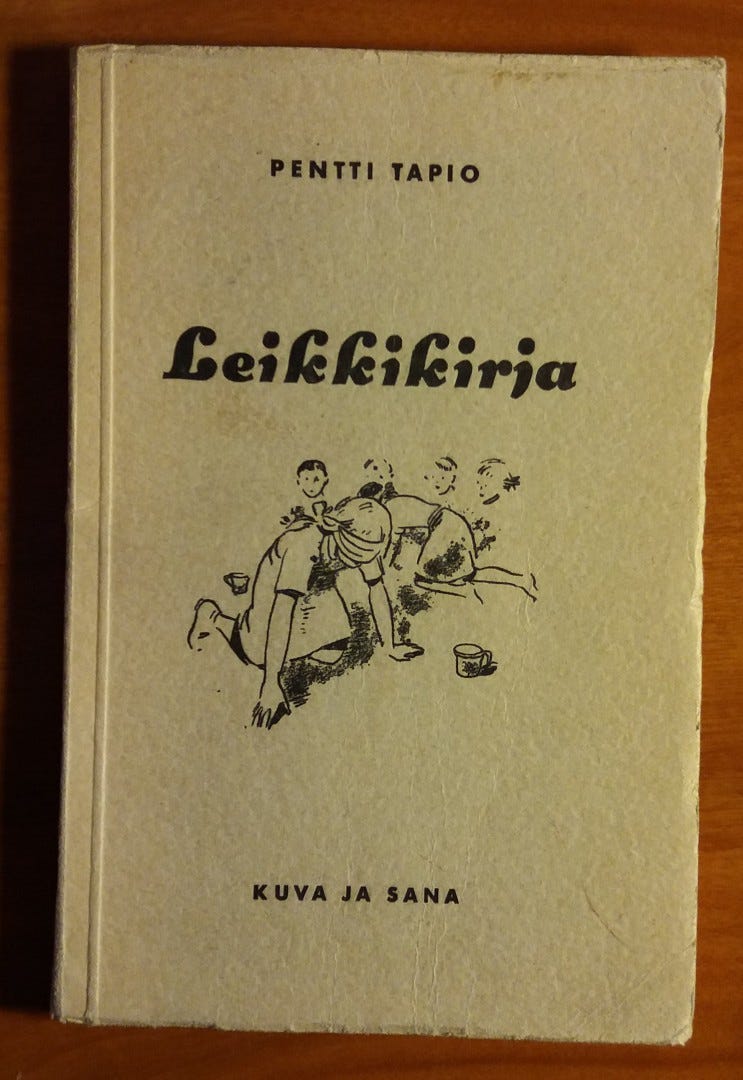 PENTTI TAPIO
Leikkikirja
KUVA JA SANA